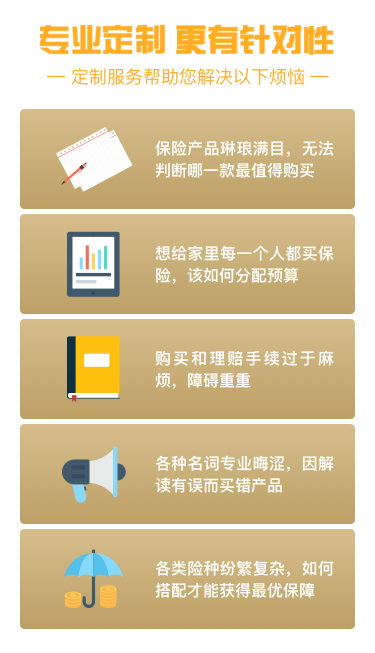 专业定制 更有针对性
— 定制服务帮助您解决以下烦恼 —
保险产品琳琅满目，无法
判断哪一款最值得购买
想给家里每一个人都买保
险，该如何分配预算
购买和理赔手续过于麻
烦，障碍重重
各种名词专业晦涩，因解
读有误而买错产品
各类险种纷繁复杂，如何
搭配才能获得最优保障